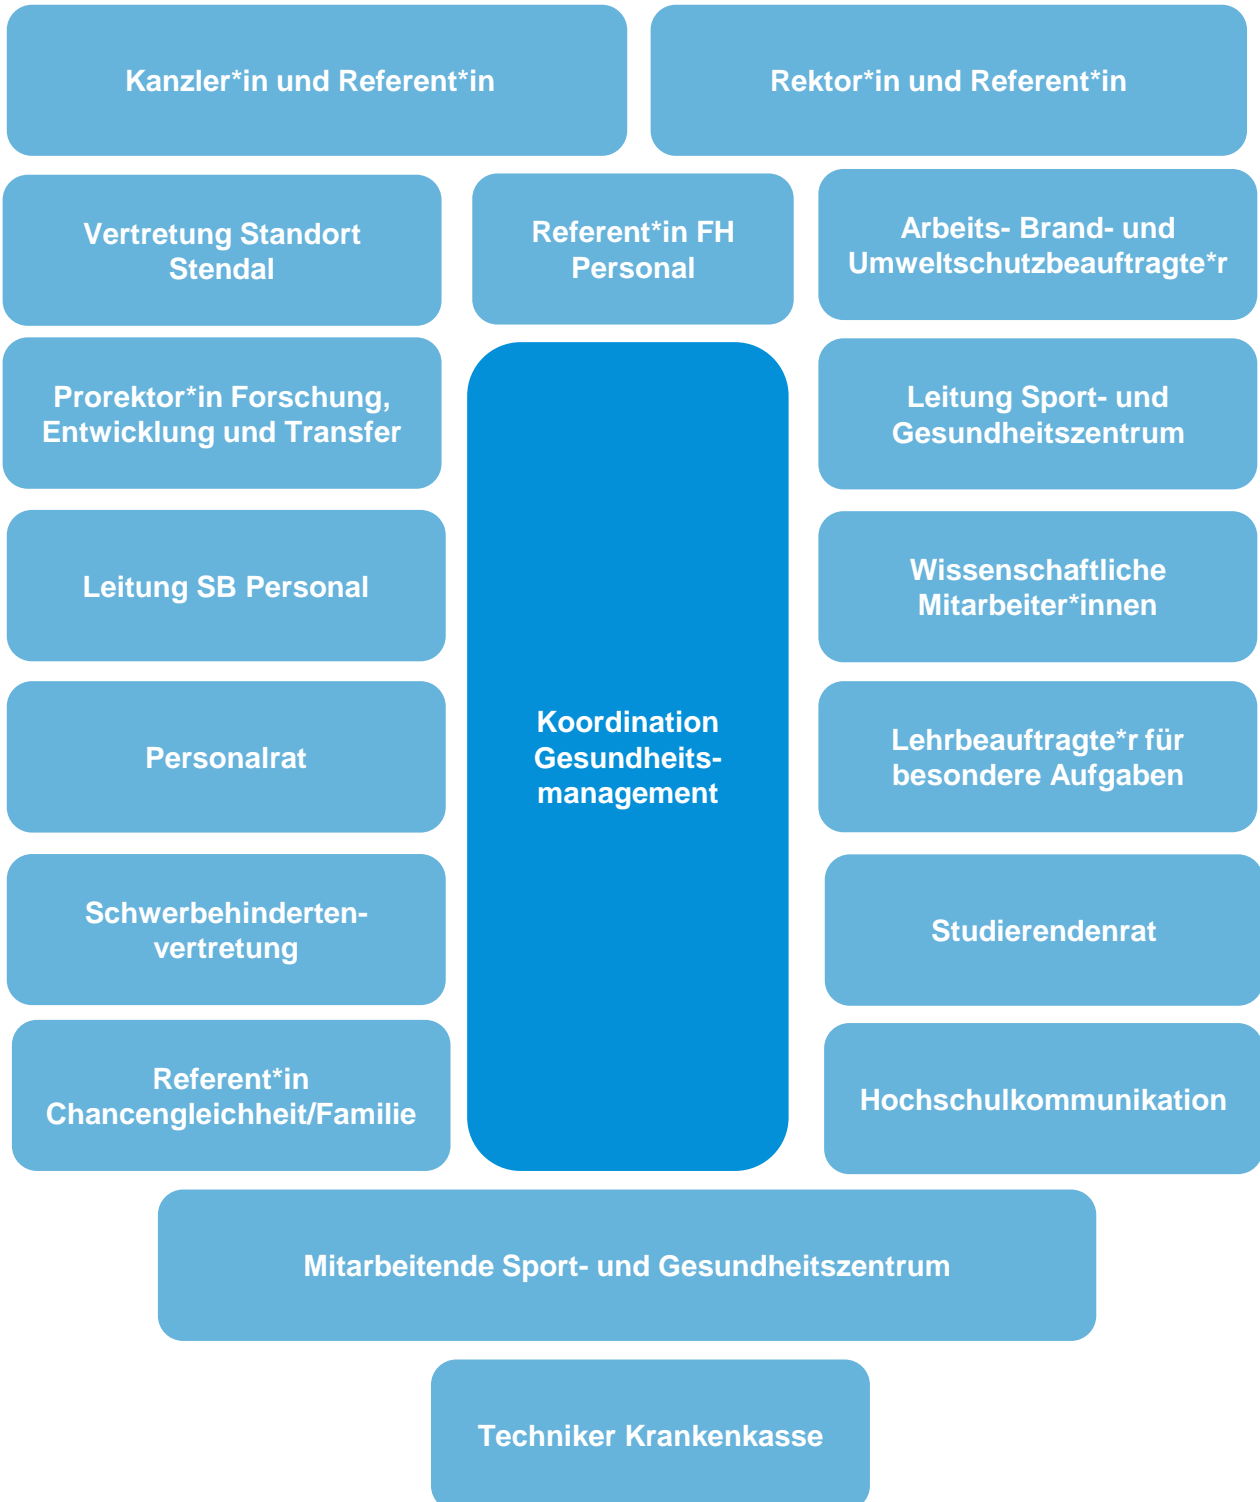 Kanzler*in und Referent*in
Rektor*in und Referent*in
Vertretung Standort
Stendal
Referent*in FH
Personal
Arbeits- Brand- und
Umweltschutzbeauftragte*r
Prorektor*in Forschung,
Entwicklung und Transfer
Leitung Sport- und
Gesundheitszentrum
Leitung SB Personal
Wissenschaftliche
Mitarbeiter*innen
Personalrat
Koordination
Gesundheits-
management
Lehrbeauftragte*r für
besondere Aufgaben
Schwerbehinderten-
vertretung
Studierendenrat
Referent*in
Chancengleichheit/Familie
Hochschulkommunikation
Mitarbeitende Sport- und Gesundheitszentrum
Techniker Krankenkasse